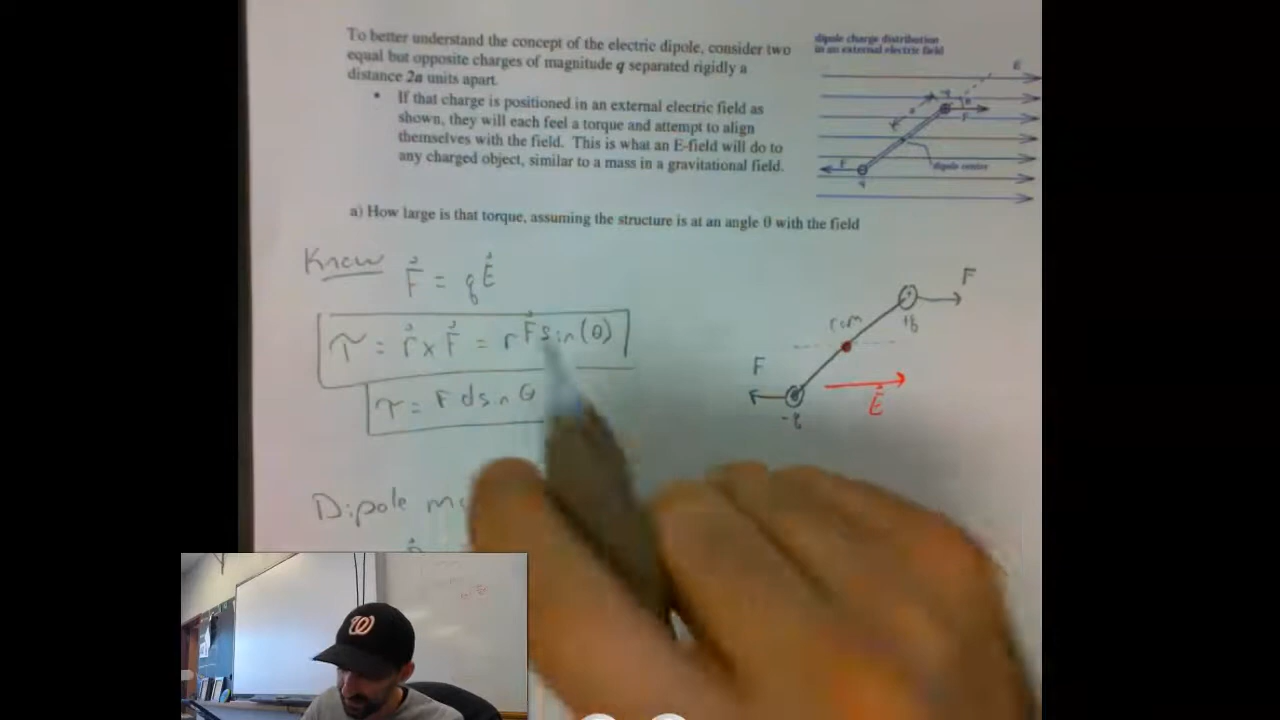 To better understand the concept of the electric dipole, consider two
equal but opposite charges of magnitude q separated rigidly a
distance 2a units apart.
• If that charge is positioned in an external electric field as
shown, they will each feel a torque and attempt to align
themselves with the field. This is what an E-field will do to
any charged object, similar to a mass in a gravitational field.
dipole charge distribution
in an external electric field
E
F
dipole center
a) How large is that torque, assuming the structure is at an angle θ with the field
Know F⃗ = qE⃗
τ = r⃗ x F⃗ = rF⃗sin(θ)
τ = F d sin θ
F
rcm
+q
F
E⃗
-q
Dipole
W